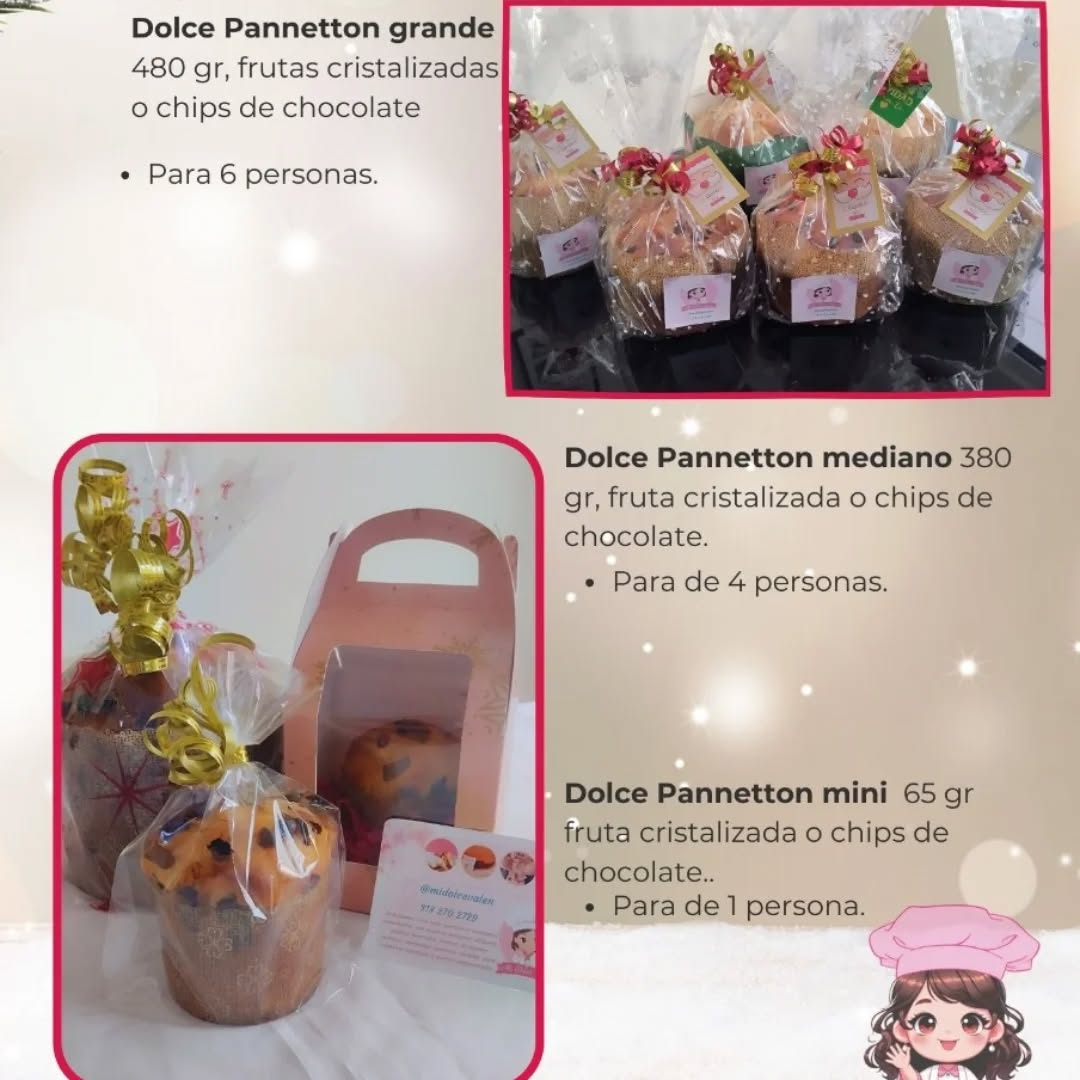 Dolce Pannetton grande
480 gr, frutas cristalizadas
o chips de chocolate
• Para 6 personas.
Dolce Pannetton mediano 380
gr, fruta cristalizada o chips de
chocolate.
• Para de 4 personas.
Dolce Pannetton mini 65 gr
fruta cristalizada o chips de
chocolate..
• Para de 1 persona.
@midolcevalen